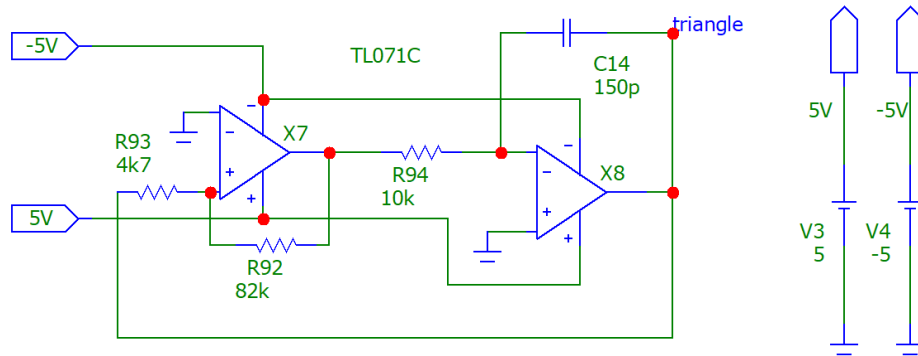 triangle
-5V
TL071C
C14
150p
5V
-5V
X7
R93
4k7
X8
R94
10k
5V
V3
5
V4
-5
R92
82k